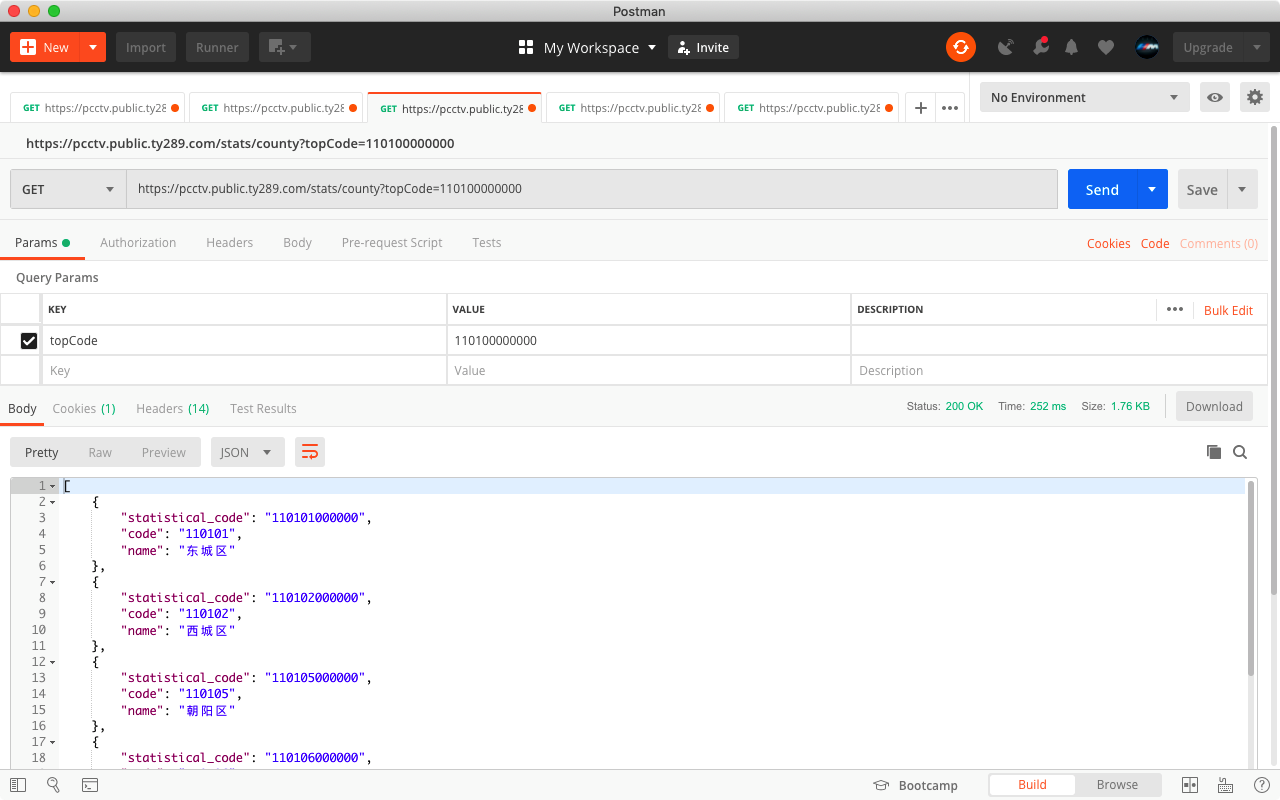 Postman
New Import Runner My Workspace Invite Upgrade
GET https://pcctv.public.ty28 GET https://pcctv.public.ty28 GET https://pcctv.public.ty28 GET https://pcctv.public.ty28 GET https://pcctv.public.ty28 No Environment
https://pcctv.public.ty289.com/stats/county?topCode=110100000000
GET https://pcctv.public.ty289.com/stats/county?topCode=110100000000 Send Save
Params Authorization Headers Body Pre-request Script Tests Cookies Code Comments (0)
Query Params
KEY VALUE DESCRIPTION Bulk Edit
topCode 110100000000
Key Value Description
Body Cookies (1) Headers (14) Test Results Status: 200 OK Time: 252 ms Size: 1.76 KB Download
Pretty Raw Preview JSON
1 [
2 {
3 "statistical_code": "110101000000",
4 "code": "110101",
5 "name": "东城区"
6 },
7 {
8 "statistical_code": "110102000000",
9 "code": "110102",
10 "name": "西城区"
11 },
12 {
13 "statistical_code": "110105000000",
14 "code": "110105",
15 "name": "朝阳区"
16 },
17 {
18 "statistical_code": "110106000000",
Bootcamp Build Browse